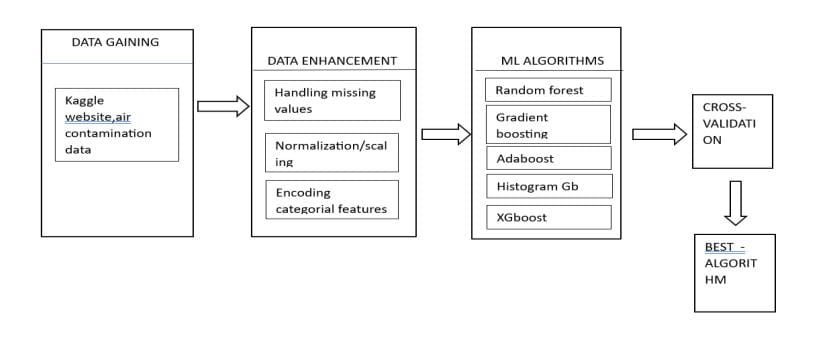 DATA GAINING
Kaggle
website,air
contamination
data
DATA ENHANCEMENT
Handling missing
values
Normalization/scal
ing
Encoding
categorial features
ML ALGORITHMS
Random forest
Gradient
boosting
Adaboost
Histogram Gb
XGboost
CROSS-
VALIDATI
ON
BEST -
ALGORIT
HM